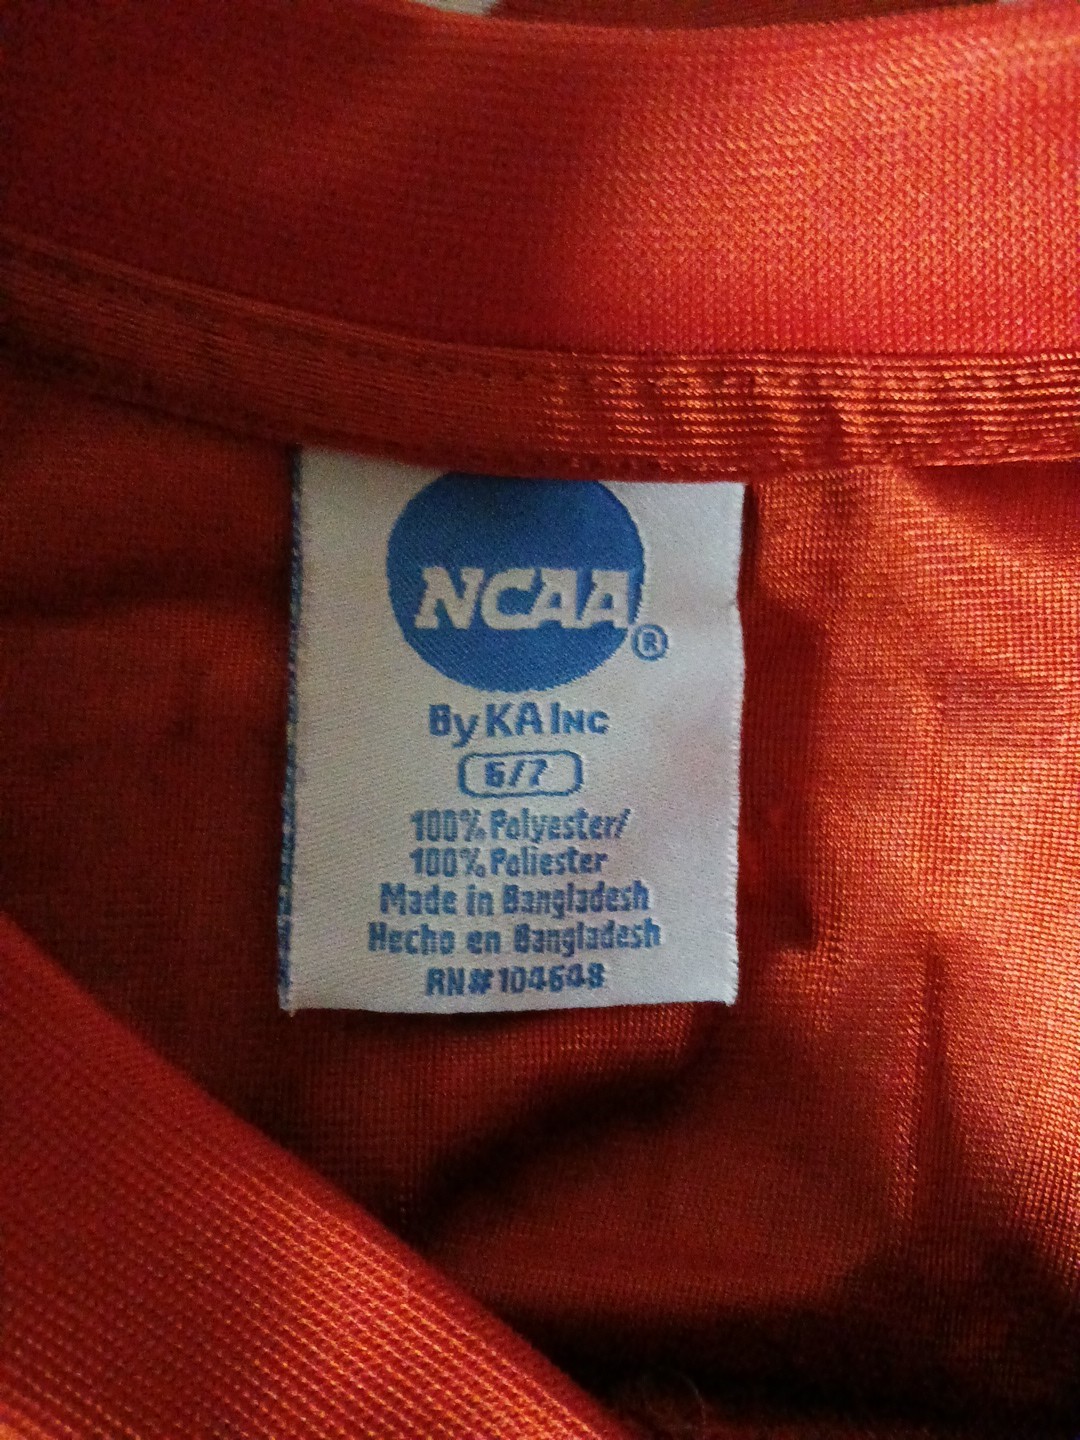 NCAA®
By KA INC
6/7
100% Polyester/
100% Poliester
Made in Bangladesh
Hecho en Bangladesh
RN# 104648